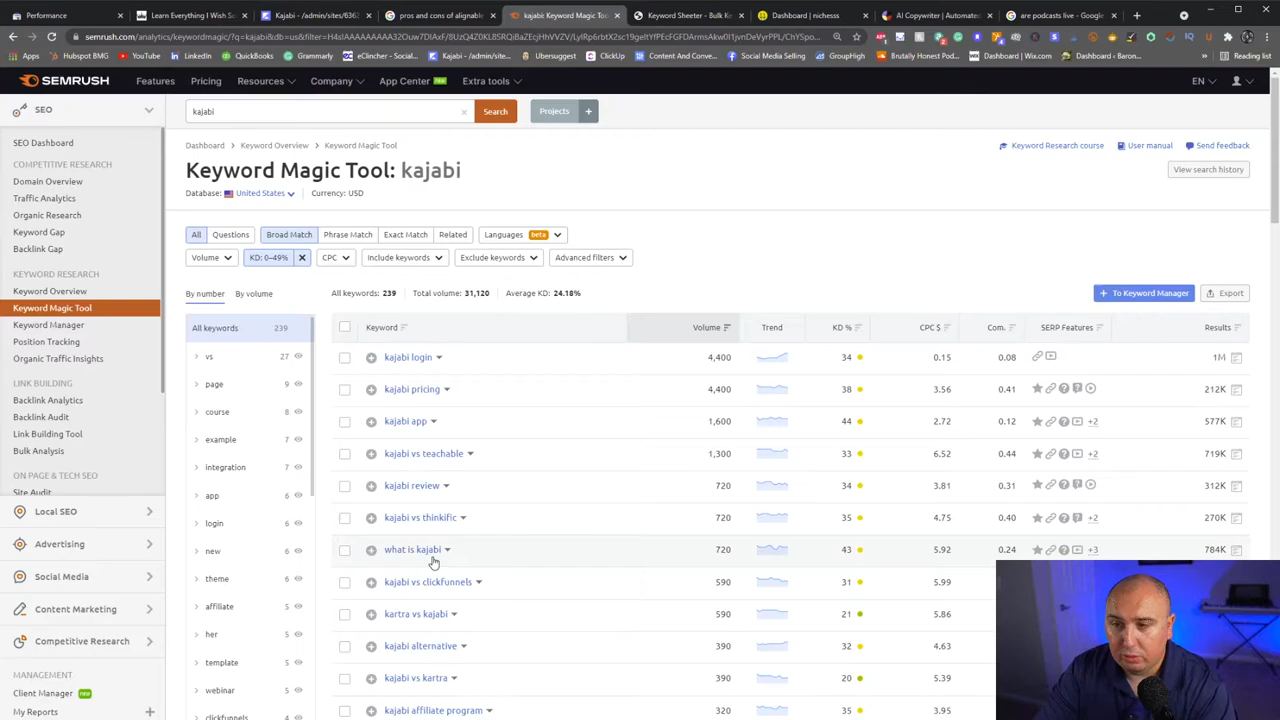 Performance
Learn Everything I Wish So
Kajabi - /admin/sites/6362
pros and cons of alignable
kajabi: Keyword Magic Too
Keyword Sheeter - Bulk Ke
Dashboard | nichesss
AI Copywriter | Automated
are podcasts live - Google
Apps
Brutally Honest - YouTube
LinkedIn
QuickBooks
Grammarly
eClincher - Social...
Kajabi - /admin/sites...
Ubersuggest
ClickUp
Content And Conve...
SocialMedia
GroupHigh
Brutally Honest Pod...
Dashboard | Wix.com
Dashboard ‹ Baron...
Reading list
SEMRUSH
Features
Pricing
Resources
Company
App Center new
Extra tools
EN
SEO
kajabi
Search
Projects
+
SEO Dashboard
COMPETITIVE RESEARCH
Domain Overview
Traffic Analytics
Organic Research
Keyword Gap
Backlink Gap
KEYWORD RESEARCH
Keyword Overview
Keyword Magic Tool
Keyword Manager
Position Tracking
Organic Traffic Insights
LINK BUILDING
Backlink Analytics
Backlink Audit
Link Building Tool
Bulk Analysis
ON PAGE & TECH SEO
Site Audit
Local SEO
Advertising
Social Media
Content Marketing
Competitive Research
MANAGEMENT
Client Manager new
My Reports
Dashboard > Keyword Overview > Keyword Magic Tool
Keyword Research course
User manual
Send feedback
Keyword Magic Tool: kajabi
View search history
Database: United States
Currency: USD
All Questions Broad Match Phrase Match Exact Match Related Languages beta
Volume KD: 0-49% CPC Include keywords Exclude keywords Advanced filters
By number By volume
All keywords: 239 Total volume: 31,120 Average KD: 24.18%
+ To Keyword Manager
Export
All keywords 239
vs 27
page 9
course 8
example 7
integration 7
app 6
login 6
new 6
theme 5
affiliate 5
her 5
template 5
webinar 5
clickfunnels 4
Keyword Volume Trend KD % CPC $ Com. SERP Features Results
kajabi login 4,400 34 0.15 0.08 1M
kajabi pricing 4,400 38 3.56 0.41 212K
kajabi app 1,600 44 2.72 0.12 +2 577K
kajabi vs teachable 1,300 33 6.52 0.44 +2 719K
kajabi review 720 34 3.81 0.31 312K
kajabi vs thinkific 720 35 4.75 0.40 +2 270K
what is kajabi 720 43 5.92 0.24 +3 784K
kajabi vs clickfunnels 590 31 5.99
kartra vs kajabi 590 21 5.86
kajabi alternative 390 32 4.63
kajabi vs kartra 390 20 5.39
kajabi affiliate program 320 35 3.95